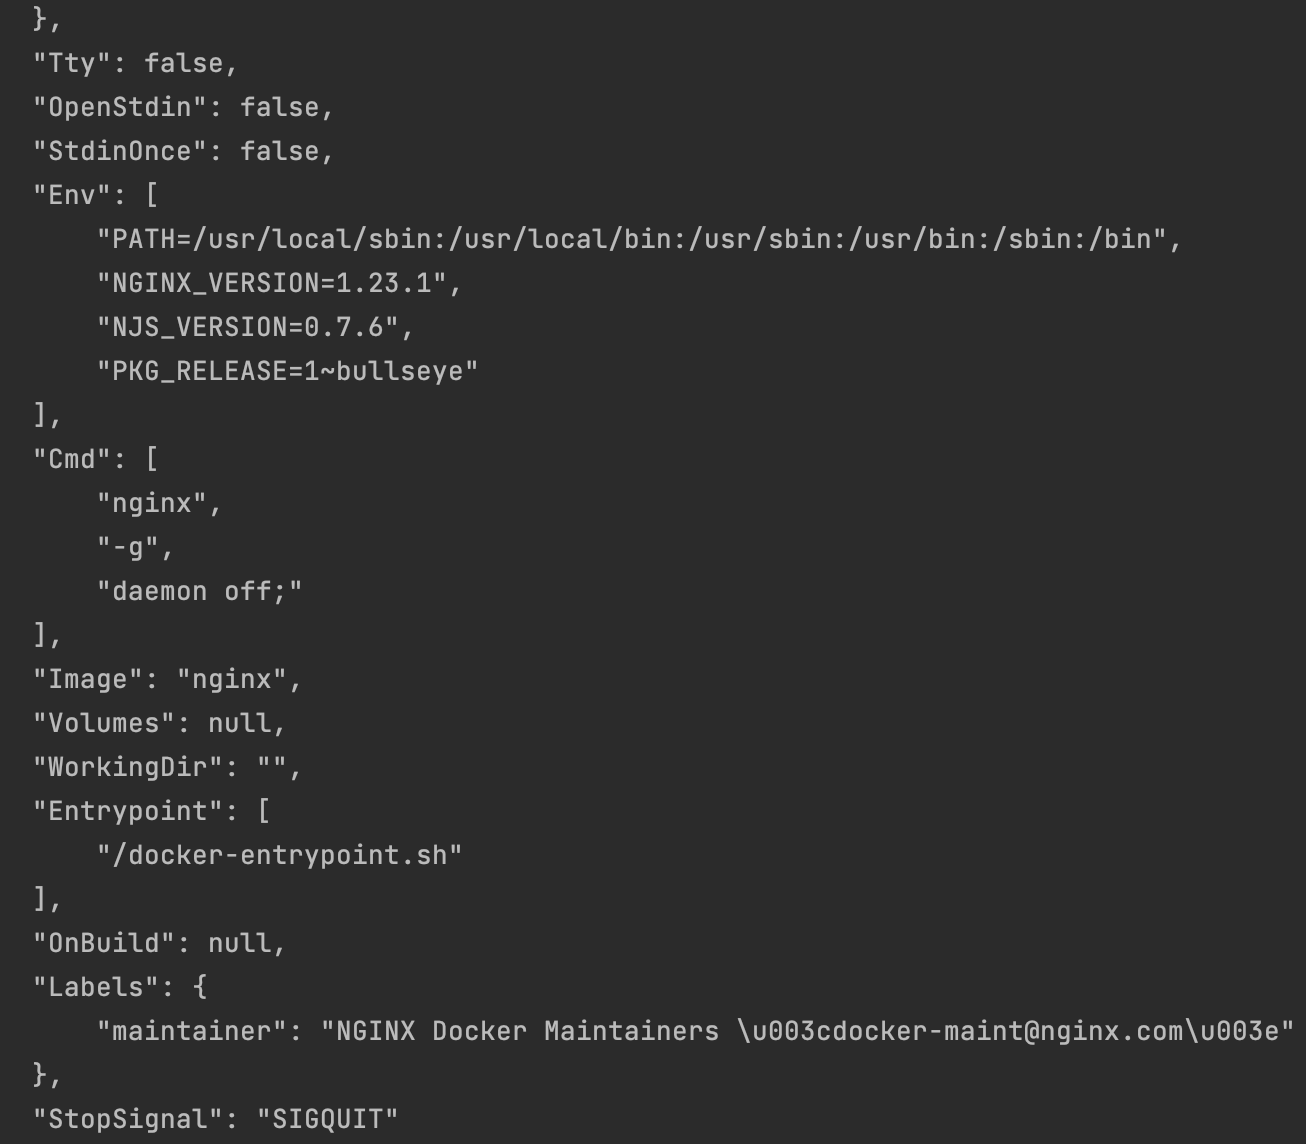 },
"Tty": false,
"OpenStdin": false,
"StdinOnce": false,
"Env": [
    "PATH=/usr/local/sbin:/usr/local/bin:/usr/sbin:/usr/bin:/sbin:/bin",
    "NGINX_VERSION=1.23.1",
    "NJS_VERSION=0.7.6",
    "PKG_RELEASE=1~bullseye"
],
"Cmd": [
    "nginx",
    "-g",
    "daemon off;"
],
"Image": "nginx",
"Volumes": null,
"WorkingDir": "",
"Entrypoint": [
    "/docker-entrypoint.sh"
],
"OnBuild": null,
"Labels": {
    "maintainer": "NGINX Docker Maintainers \u003cdocker-maint@nginx.com\u003e"
},
"StopSignal": "SIGQUIT"